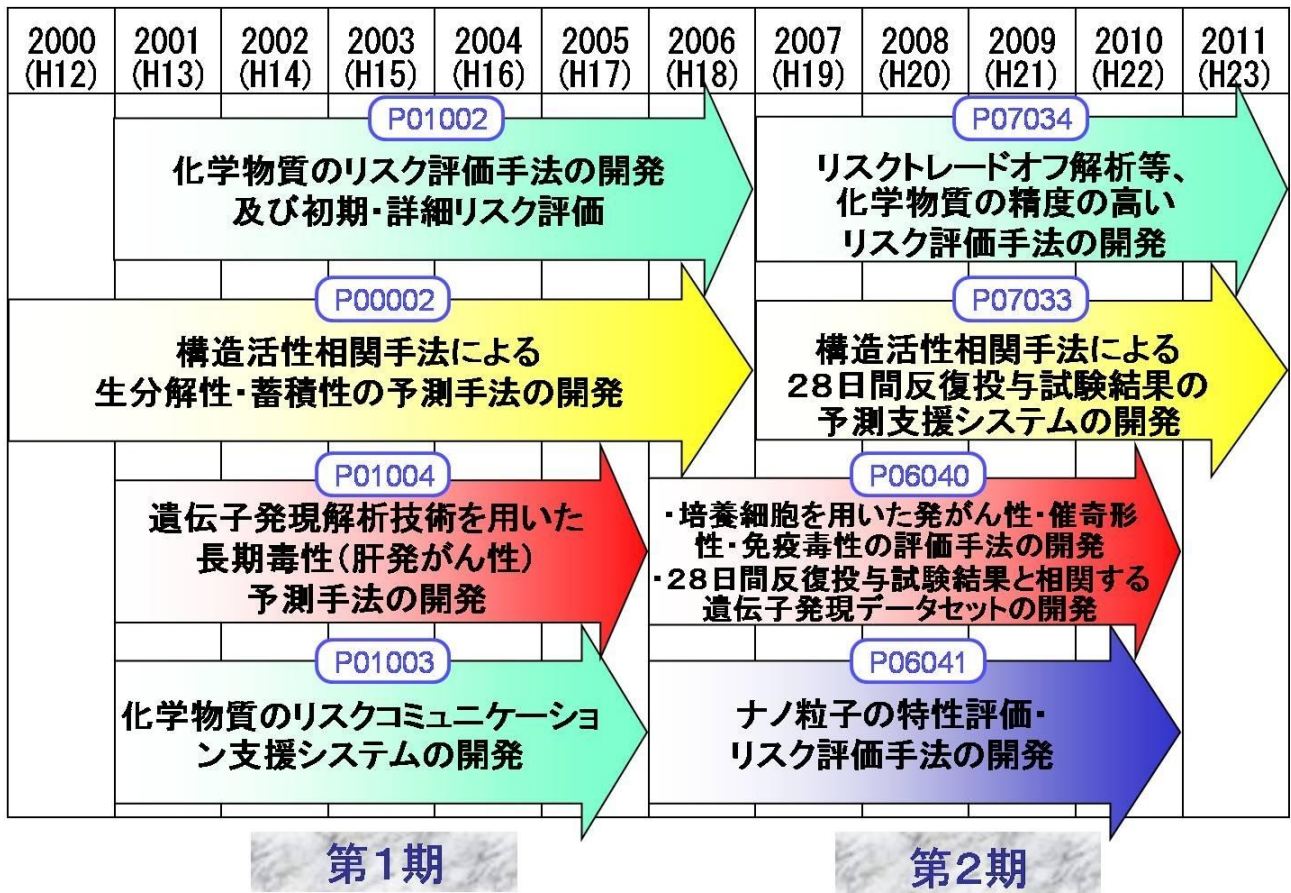 2000 2001 2002 2003 2004 2005 2006 2007 2008 2009 2010 2011
(H12) (H13) (H14) (H15) (H16) (H17) (H18) (H19) (H20) (H21) (H22) (H23)
P01002
化学物質のリスク評価手法の開発
及び初期・詳細リスク評価
P07034
リスクトレードオフ解析等、
化学物質の精度の高い
リスク評価手法の開発
P00002
構造活性相関手法による
生分解性・蓄積性の予測手法の開発
P07033
構造活性相関手法による
28日間反復投与試験結果の
予測支援システムの開発
P01004
遺伝子発現解析技術を用いた
長期毒性(肝発がん性)
予測手法の開発
P06040
・培養細胞を用いた発がん性・催奇形
性・免疫毒性の評価手法の開発
・28日間反復投与試験結果と相関する
遺伝子発現データセットの開発
P01003
化学物質のリスクコミュニケーショ
ン支援システムの開発
P06041
ナノ粒子の特性評価・
リスク評価手法の開発
第1期
第2期